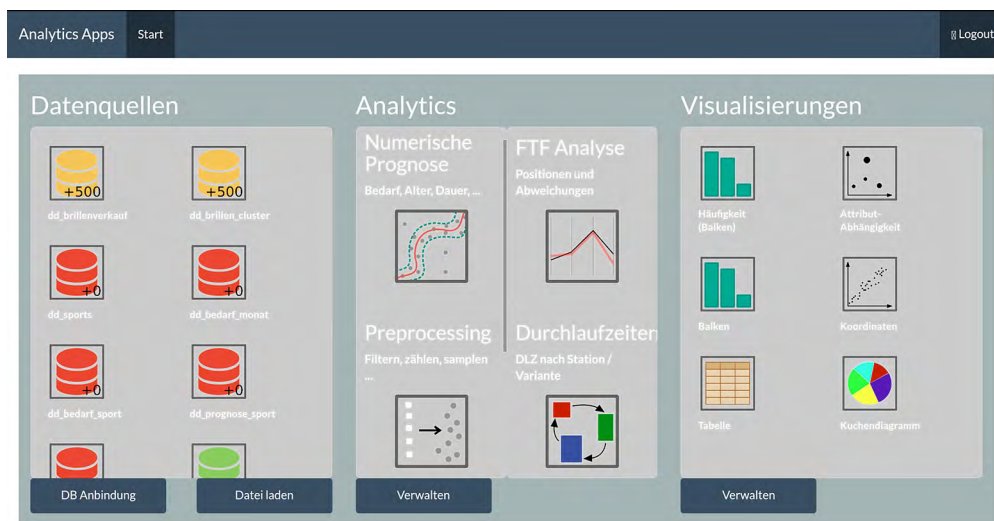 Analytics Apps
Start
Logout
Datenquellen
+500
dd_brillenverkauf
+500
dd_brillen_cluster
+0
dd_sports
+0
dd_bedarf_monat
+0
dd_bedarf_sport
+0
dd_prognose_sport
DB Anbindung
Datei laden
Analytics
Numerische
Prognose
Bedarf, Alter, Dauer, ...
FTF Analyse
Positionen und
Abweichungen
Preprocessing
Filtern, zählen, samplen
...
Durchlaufzeiten
DLZ nach Station /
Variante
Verwalten
Visualisierungen
Häufigkeit
(Balken)
Attribut-
Abhängigkeit
Balken
Koordinaten
Tabelle
Kuchendiagramm
Verwalten